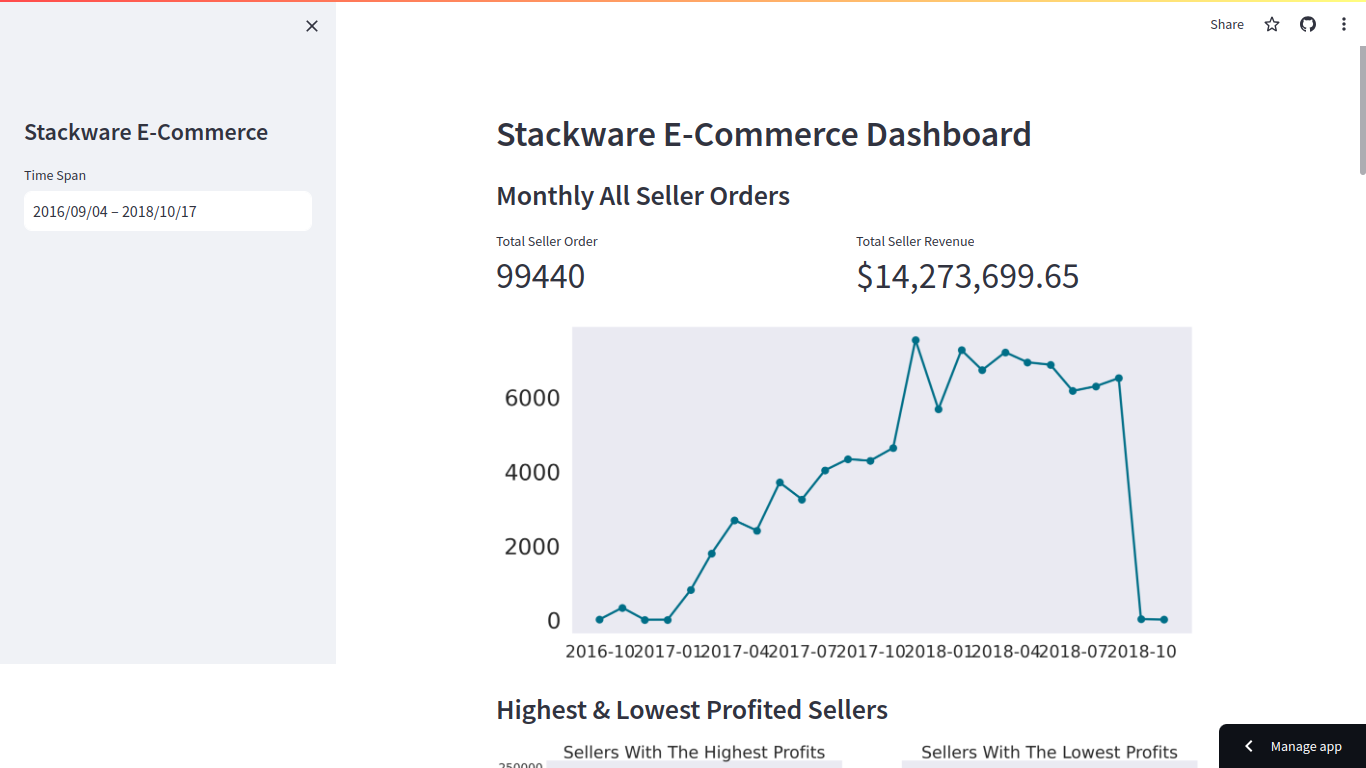 Share
Stackware E-Commerce
Time Span
2016/09/04 – 2018/10/17
Stackware E-Commerce Dashboard
Monthly All Seller Orders
Total Seller Order
Total Seller Revenue
99440
$14,273,699.65
6000
4000
2000
0
2016-10 2017-01 2017-04 2017-07 2017-10 2018-01 2018-04 2018-07 2018-10
Highest & Lowest Profited Sellers
Sellers With The Highest Profits
Sellers With The Lowest Profits
250000
Manage app